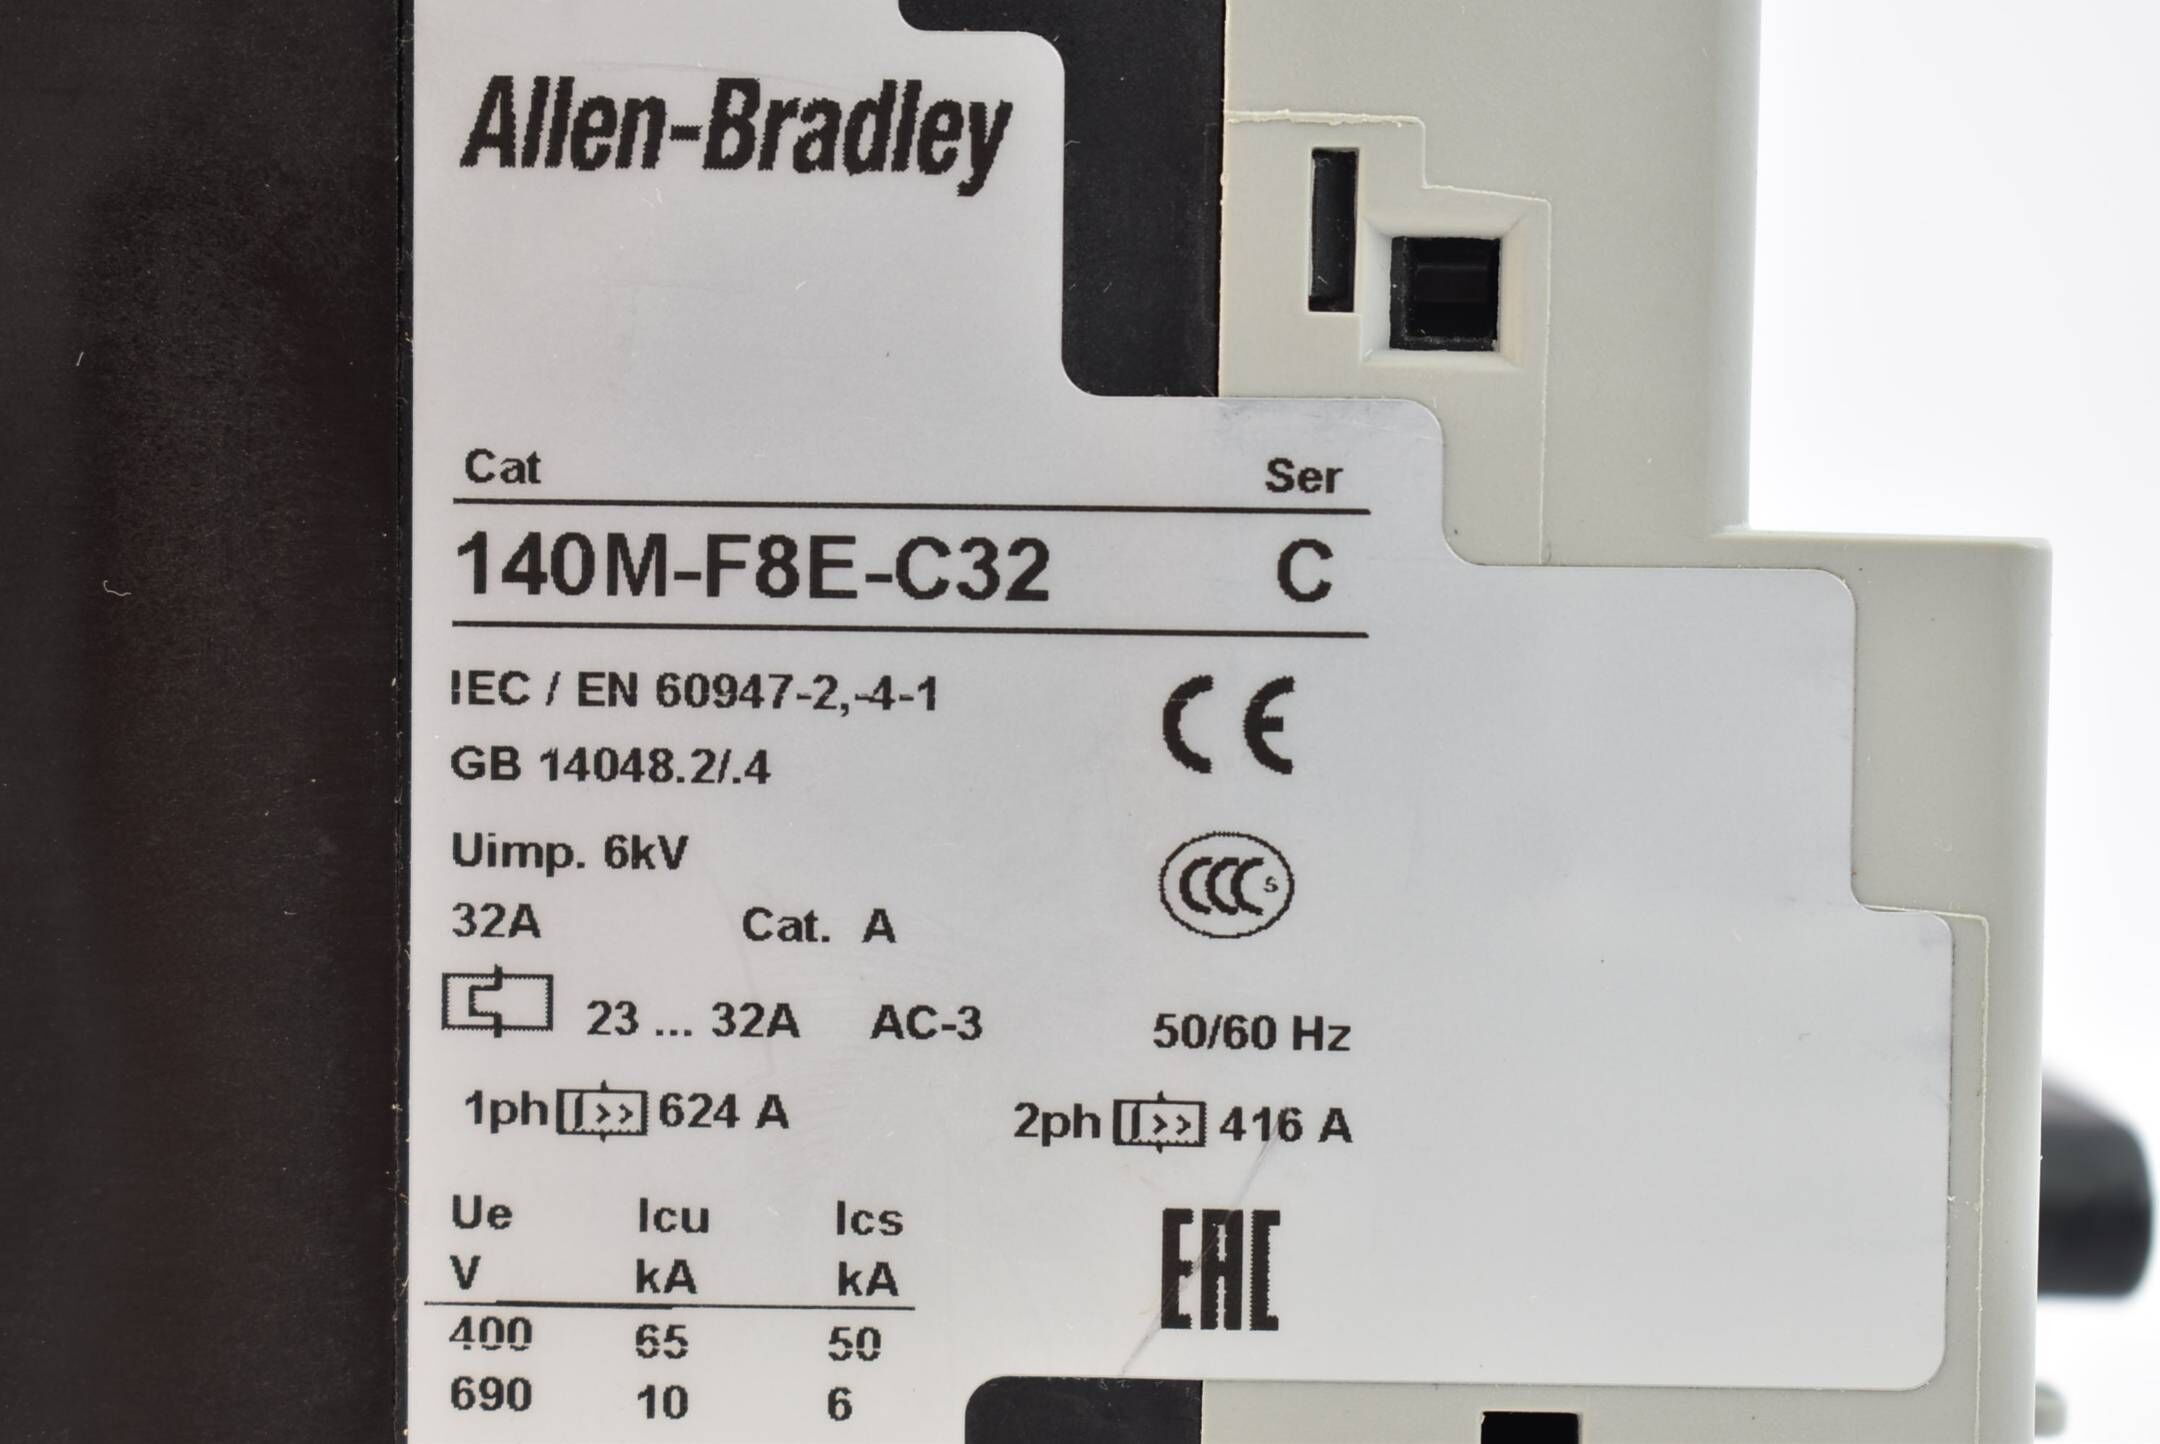 Allen-Bradley
Cat Ser
140M-F8E-C32 C
IEC / EN 60947-2,-4-1
CE
GB 14048.2/.4
Uimp. 6kV
CCC S
32A Cat. A
23 ... 32A AC-3 50/60 Hz
1ph >> 624 A 2ph >> 416 A
Ue Icu Ics
V kA kA
EAC
400 65 50
690 10 6